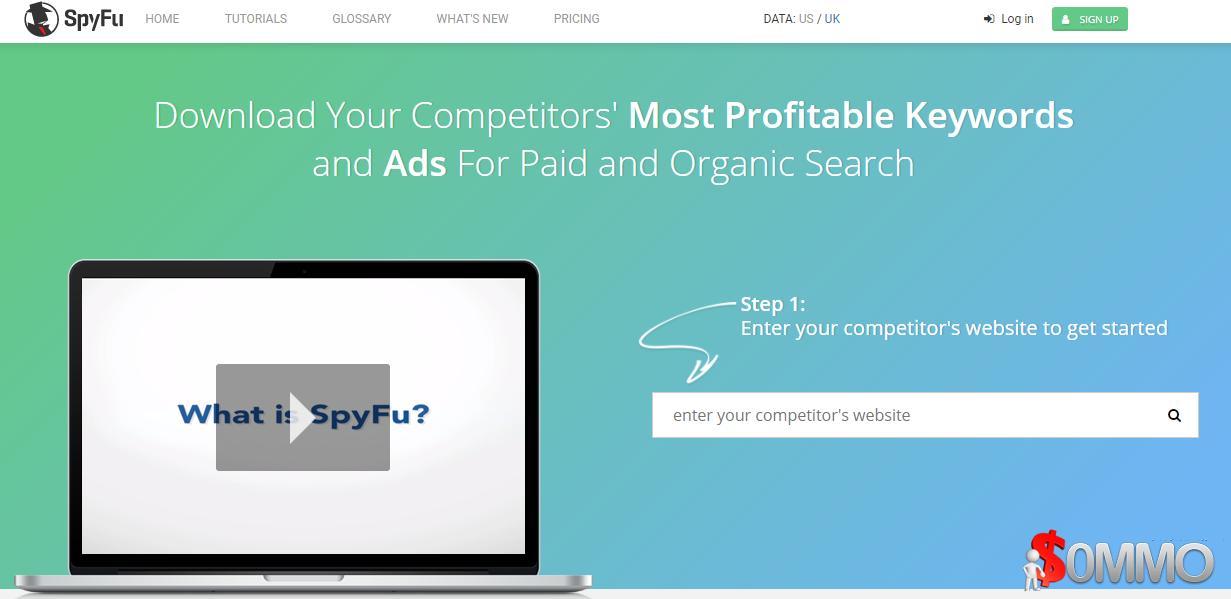 SpyFu HOME TUTORIALS GLOSSARY WHAT'S NEW PRICING DATA: US / UK Log in SIGN UP
Download Your Competitors' Most Profitable Keywords
and Ads For Paid and Organic Search
What is SpyFu?
Step 1:
Enter your competitor's website to get started
enter your competitor's website
$0MMO